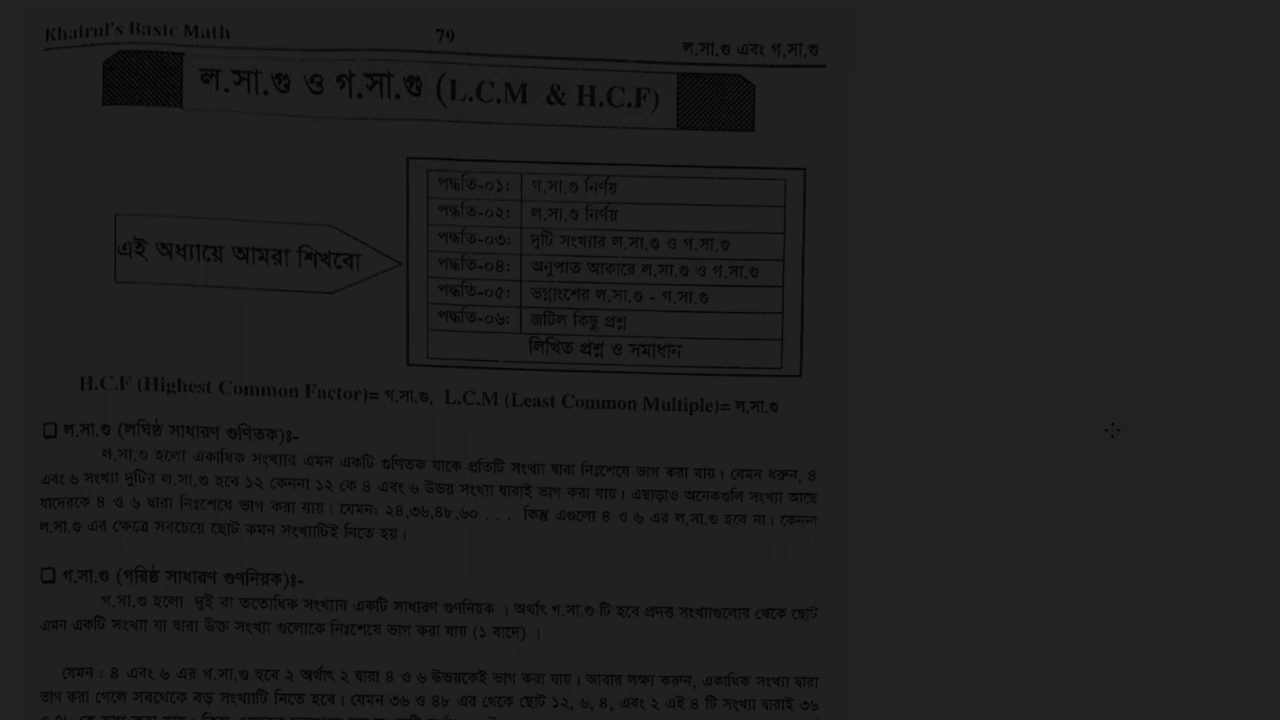 Khairul's Basic Math 79 ল.সা.গু এবং গ.সা.গু
ল.সা.গু ও গ.সা.গু (L.C.M & H.C.F)
এই অধ্যায়ে আমরা শিখবো
পদ্ধতি-০১: গ.সা.গু নির্ণয়
পদ্ধতি-০২: ল.সা.গু নির্ণয়
পদ্ধতি-০৩: দুটি সংখ্যার ল.সা.গু ও গ.সা.গু
পদ্ধতি-০৪: অনুপাত আকারে ল.সা.গু ও গ.সা.গু
পদ্ধতি-০৫: ভগ্নাংশের ল.সা.গু - গ.সা.গু
পদ্ধতি-০৬: জটিল কিছু প্রশ্ন
লিখিত প্রশ্ন ও সমাধান
H.C.F (Highest Common Factor)= গ.সা.গু, L.C.M (Least Common Multiple)= ল.সা.গু
ল.সা.গু (লঘিষ্ঠ সাধারণ গুণিতক)ঃ-
ল.সা.গু হলো একাধিক সংখ্যার এমন একটি গুণিতক যাকে প্রতিটি সংখ্যা দ্বারা নিঃশেষে ভাগ করা যায়। যেমন ধরুন, ৪
এবং ৬ সংখ্যা দুটির ল.সা.গু হবে ১২ কেননা ১২ কে ৪ এবং ৬ উভয় সংখ্যা দ্বারাই ভাগ করা যায়। এছাড়াও অনেকগুলি সংখ্যা আছে
যাদেরকে ৪ ও ৬ দ্বারা নিঃশেষে ভাগ করা যায়। যেমন: ২৪,৩৬,৪৮,৬০ . . . কিন্তু এগুলো ৪ ও ৬ এর ল.সা.গু হবে না। কেননা
ল.সা.গু এর ক্ষেত্রে সবচেয়ে ছোট কমন সংখ্যাটিই নিতে হয়।
গ.সা.গু (গরিষ্ঠ সাধারণ গুণনিয়ক)ঃ-
গ.সা.গু হলো দুই বা ততোধিক সংখ্যার একটি সাধারণ গুণনিয়ক । অর্থাৎ গ.সা.গু টি হবে প্রদত্ত সংখ্যাগুলোর থেকে ছোট
এমন একটি সংখ্যা যা দ্বারা উক্ত সংখ্যা গুলোকে নিঃশেষে ভাগ করা যায় (১ বাদে) ।
যেমন : ৪ এবং ৬ এর গ.সা.গু হবে ২ অর্থাৎ ২ দ্বারা ৪ ও ৬ উভয়কেই ভাগ করা যায়। আবার লক্ষ্য করুন, একাধিক সংখ্যা দ্বারা
ভাগ করা গেলে সবথেকে বড় সংখ্যাটি নিতে হবে। যেমন ৩৬ ও ৪৮ এর থেকে ছোট ১২, ৬, ৪, এবং ২ এই ৪ টি সংখ্যা দ্বারাই ৩৬